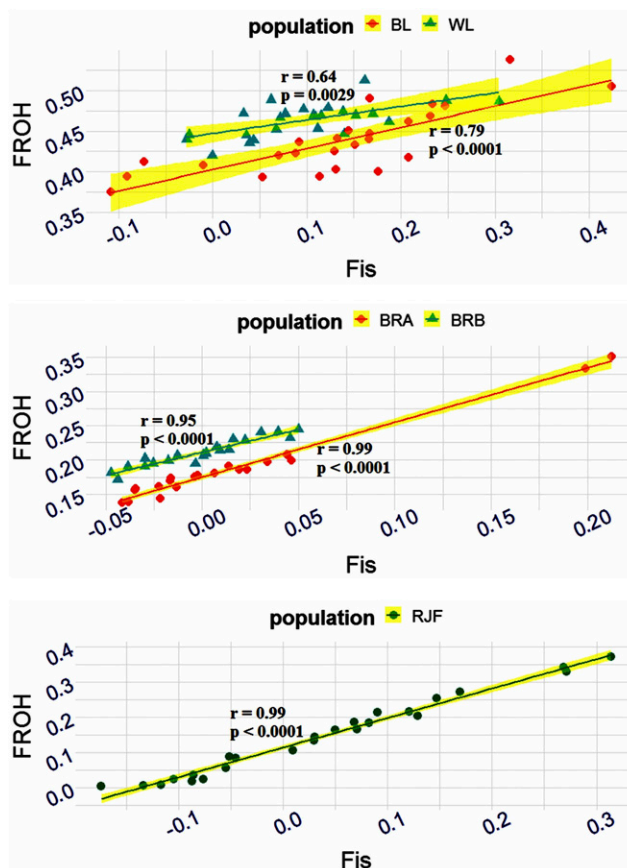 population BL WL
FROH
0.50
0.45
0.40
0.35
r = 0.64
p = 0.0029
r = 0.79
p < 0.0001
-0.1 0.0 0.1 0.2 0.3 0.4
Fis
population BRA BRB
FROH
0.35
0.30
0.25
0.20
0.15
r = 0.95
p < 0.0001
r = 0.99
p < 0.0001
-0.05 0.00 0.05 0.10 0.15 0.20
Fis
population RJF
FROH
0.4
0.3
0.2
0.1
0.0
r = 0.99
p < 0.0001
-0.1 0.0 0.1 0.2 0.3
Fis